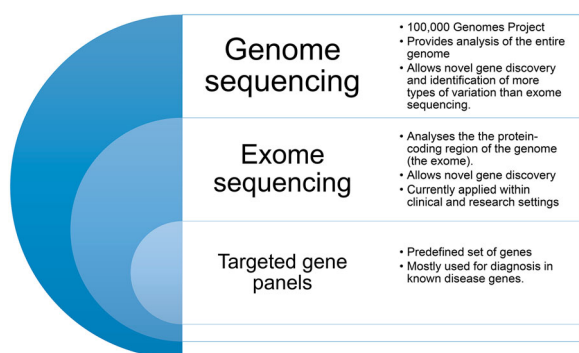 Genome
sequencing
• 100,000 Genomes Project
• Provides analysis of the entire
genome
• Allows novel gene discovery
and identification of more
types of variation than exome
sequencing.
Exome
sequencing
• Analyses the the protein-
coding region of the genome
(the exome).
• Allows novel gene discovery
• Currently applied within
clinical and research settings
Targeted gene
panels
• Predefined set of genes
• Mostly used for diagnosis in
known disease genes.